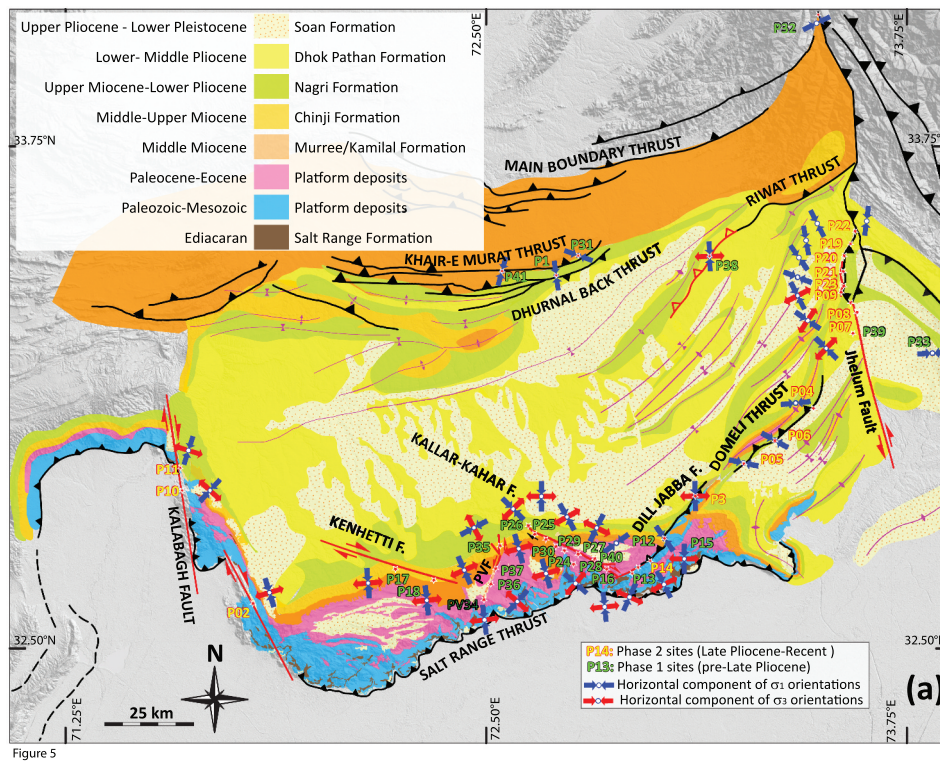 72.50°E
73.75°E
P32
Upper Pliocene - Lower Pleistocene Soan Formation
Lower- Middle Pliocene Dhok Pathan Formation
Upper Miocene-Lower Pliocene Nagri Formation
Middle-Upper Miocene Chinji Formation
Middle Miocene Murree/Kamlial Formation
Paleocene-Eocene Platform deposits
Paleozoic-Mesozoic Platform deposits
Ediacaran Salt Range Formation
33.75°N
33.75°N
MAIN BOUNDARY THRUST
RIWAT THRUST
KHAIR-E MURAT THRUST
P31
P1
P41
DHURNAL BACK THRUST
P38
P22
P19
P20
P21
P23
P09
P08
P07
P39
P33
Jhelum Fault
P04
DOMELI THRUST
P06
P05
KALLAR-KAHAR F.
DILL JABBA F.
P3
P11
P10
KALABAGH FAULT
KENHETTI F.
P26
P25
P29
P27
P12
P35
P30
P40
P15
PVF
P24
P28
P37
P14
P17
P36
P16
P13
P18
PV34
P02
SALT RANGE THRUST
32.50°N
32.50°N
N
25 km
P14: Phase 2 sites (Late Pliocene-Recent )
P13: Phase 1 sites (pre-Late Pliocene)
Horizontal component of σ1 orientations
Horizontal component of σ3 orientations
(a)
71.25°E
72.50°E
73.75°E
Figure 5